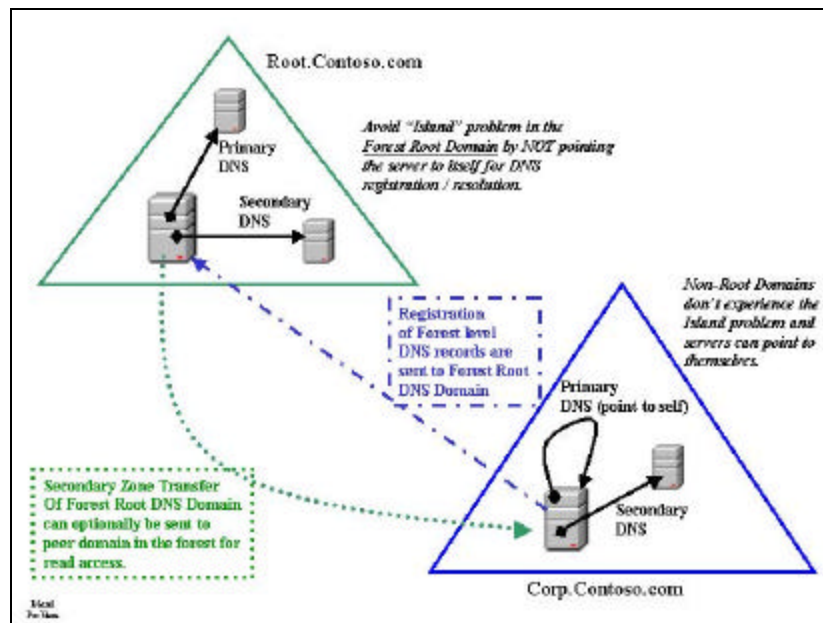 Root.Contoso.com
Primary
DNS
Secondary
DNS
Avoid "Island" problem in the
Forest Root Domain by NOT pointing
the server to itself for DNS
registration / resolution.
Non-Root Domains
don't experience the
Island problem and
servers can point to
themselves.
Registration
of Forest level
DNS records are
sent to Forest Root
DNS Domain
Primary
DNS (point to self)
Secondary
DNS
Secondary Zone Transfer
Of Forest Root DNS Domain
can optionally be sent to
peer domain in the forest for
read access.
Corp.Contoso.com